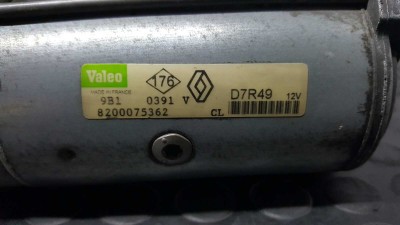 Valeo 176 D7R49
MADE IN FRANCE
9B1 0391 V 12V
8200075362 CL